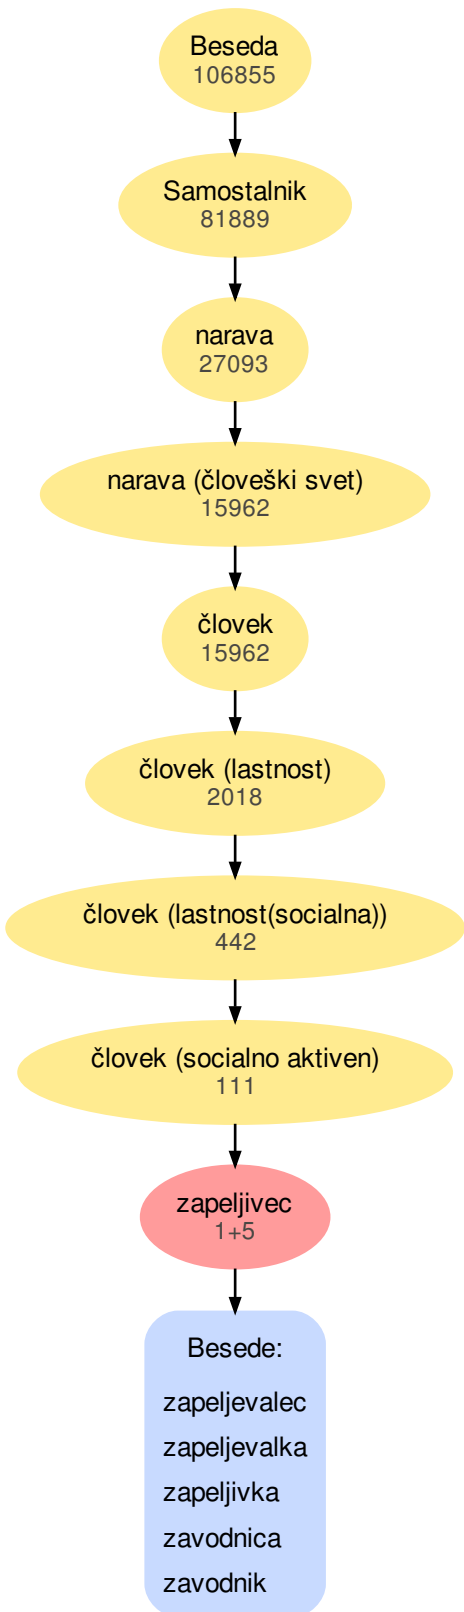 Beseda
106855
Samostalnik
81889
narava
27093
narava (človeški svet)
15962
človek
15962
človek (lastnost)
2018
človek (lastnost(socialna))
442
človek (socialno aktiven)
111
zapeljivec
1+5
Besede:
zapeljevalec
zapeljevalka
zapeljivka
zavodnica
zavodnik